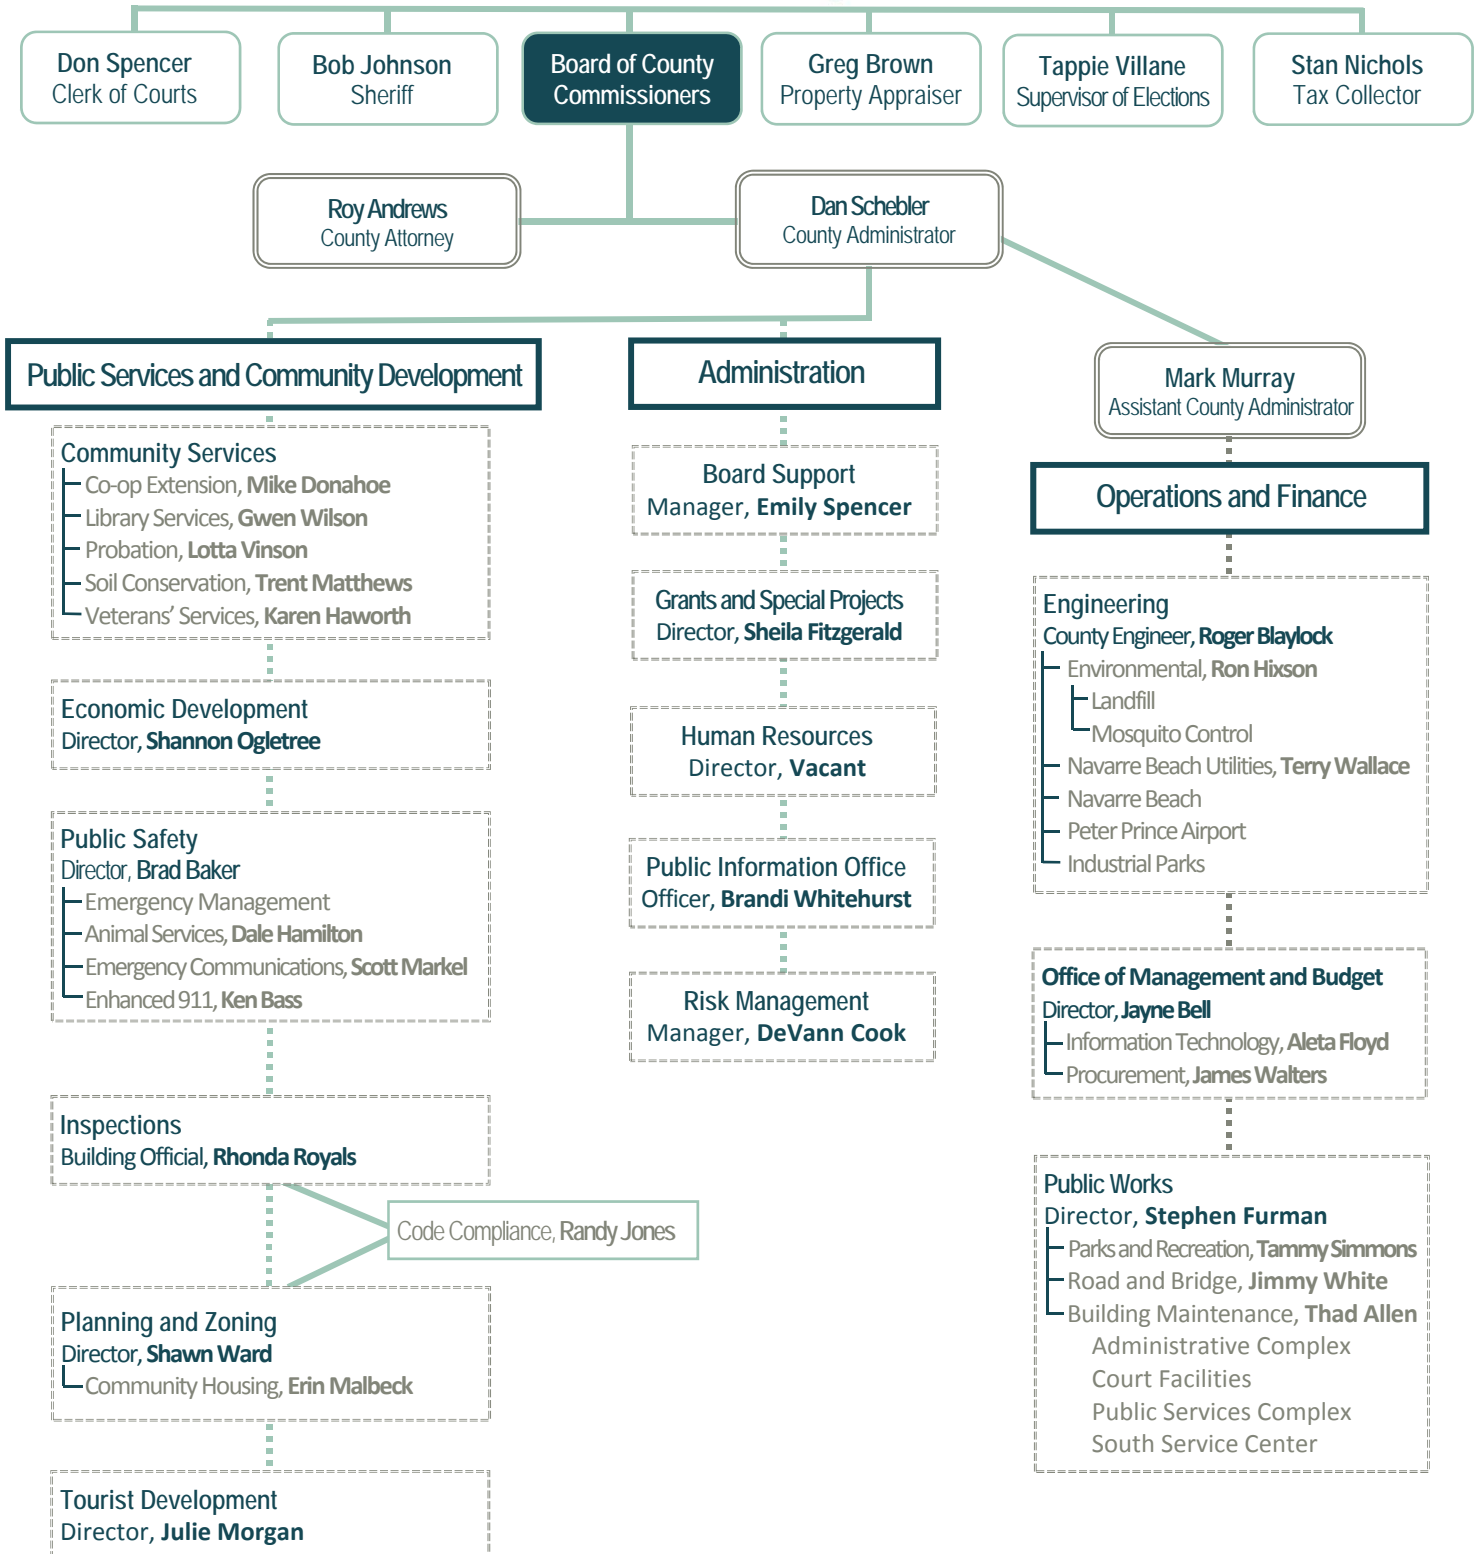 Don Spencer
Clerk of Courts
Bob Johnson
Sheriff
Board of County
Commissioners
Greg Brown
Property Appraiser
Tappie Villane
Supervisor of Elections
Stan Nichols
Tax Collector
Roy Andrews
County Attorney
Dan Schebler
County Administrator
Public Services and Community Development
Community Services
Co-op Extension, Mike Donahoe
Library Services, Gwen Wilson
Probation, Lotta Vinson
Soil Conservation, Trent Matthews
Veterans’ Services, Karen Haworth
Economic Development
Director, Shannon Ogletree
Public Safety
Director, Brad Baker
Emergency Management
Animal Services, Dale Hamilton
Emergency Communications, Scott Markel
Enhanced 911, Ken Bass
Inspections
Building Official, Rhonda Royals
Code Compliance, Randy Jones
Planning and Zoning
Director, Shawn Ward
Community Housing, Erin Malbeck
Tourist Development
Director, Julie Morgan
Administration
Board Support
Manager, Emily Spencer
Grants and Special Projects
Director, Sheila Fitzgerald
Human Resources
Director, Vacant
Public Information Office
Officer, Brandi Whitehurst
Risk Management
Manager, DeVann Cook
Mark Murray
Assistant County Administrator
Operations and Finance
Engineering
County Engineer, Roger Blaylock
Environmental, Ron Hixson
Landfill
Mosquito Control
Navarre Beach Utilities, Terry Wallace
Navarre Beach
Peter Prince Airport
Industrial Parks
Office of Management and Budget
Director, Jayne Bell
Information Technology, Aleta Floyd
Procurement, James Walters
Public Works
Director, Stephen Furman
Parks and Recreation, Tammy Simmons
Road and Bridge, Jimmy White
Building Maintenance, Thad Allen
Administrative Complex
Court Facilities
Public Services Complex
South Service Center